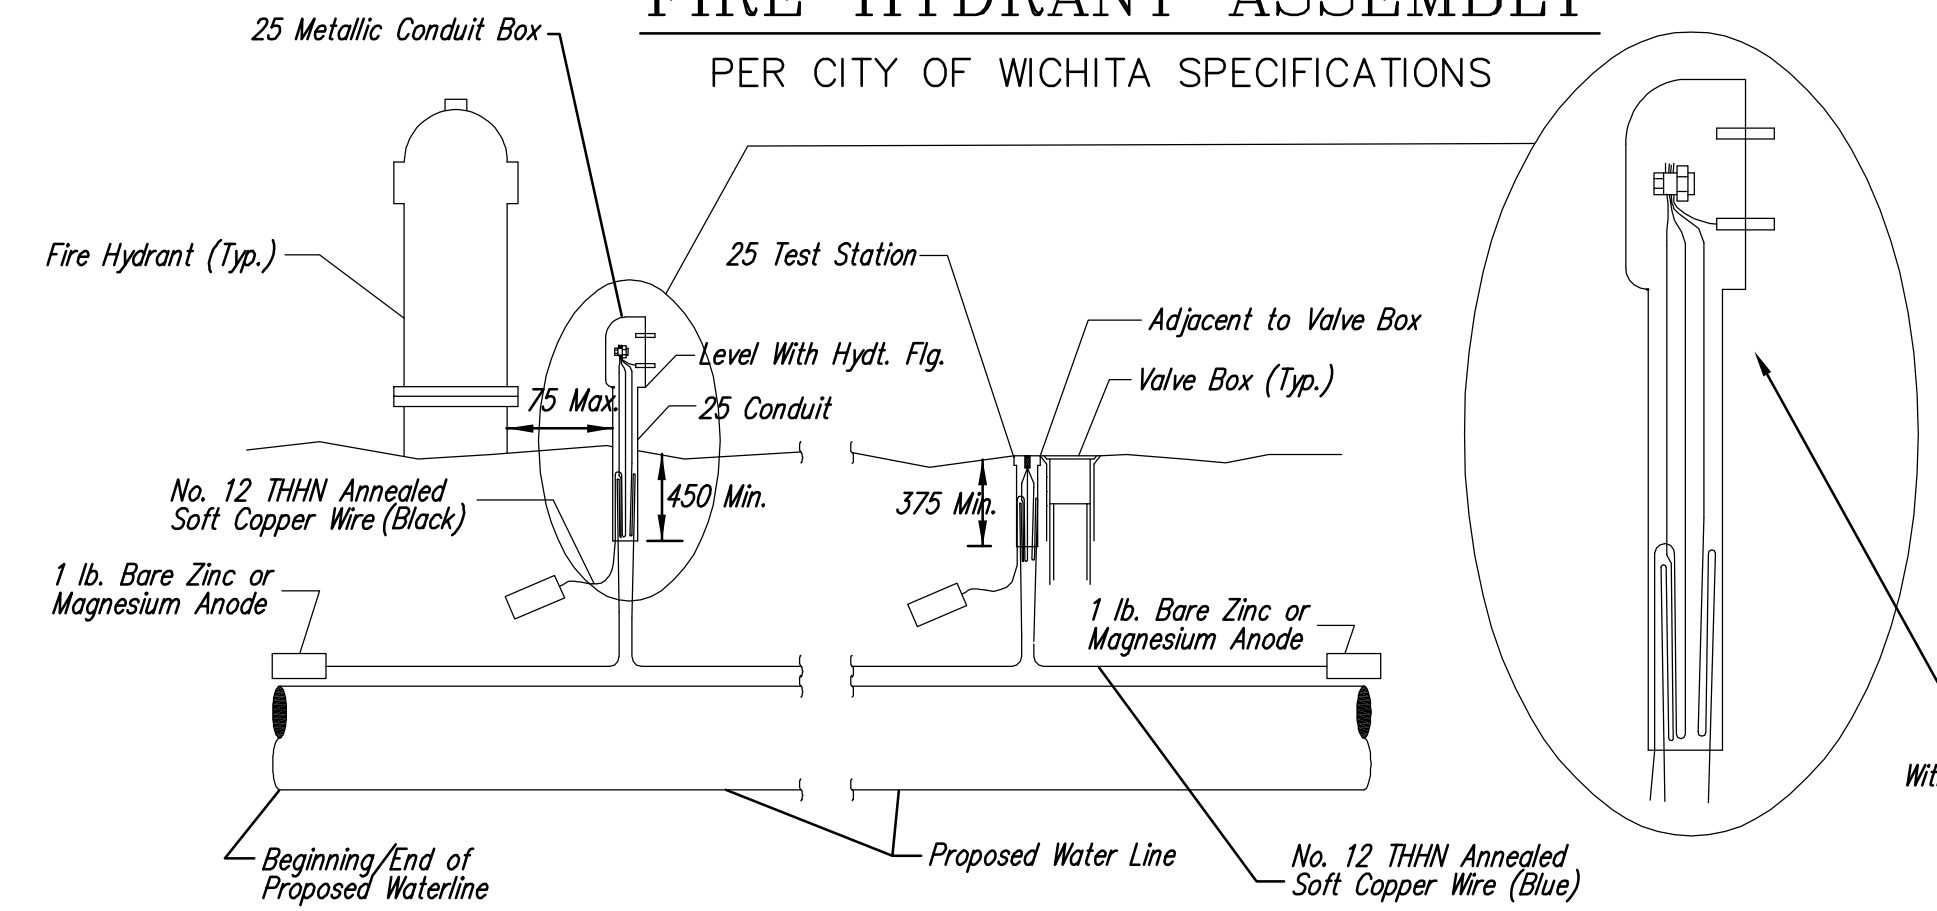 FIRE HYDRANT ASSEMBLY
PER CITY OF WICHITA SPECIFICATIONS
25 Metallic Conduit Box
Fire Hydrant (Typ.)
25 Test Station
Adjacent to Valve Box
Level With Hydt. Flg.
Valve Box (Typ.)
75 Max.
25 Conduit
No. 12 THHN Annealed
Soft Copper Wire (Black)
450 Min.
375 Min.
1 lb. Bare Zinc or
Magnesium Anode
1 lb. Bare Zinc or
Magnesium Anode
Beginning/End of
Proposed Waterline
Proposed Water Line
No. 12 THHN Annealed
Soft Copper Wire (Blue)